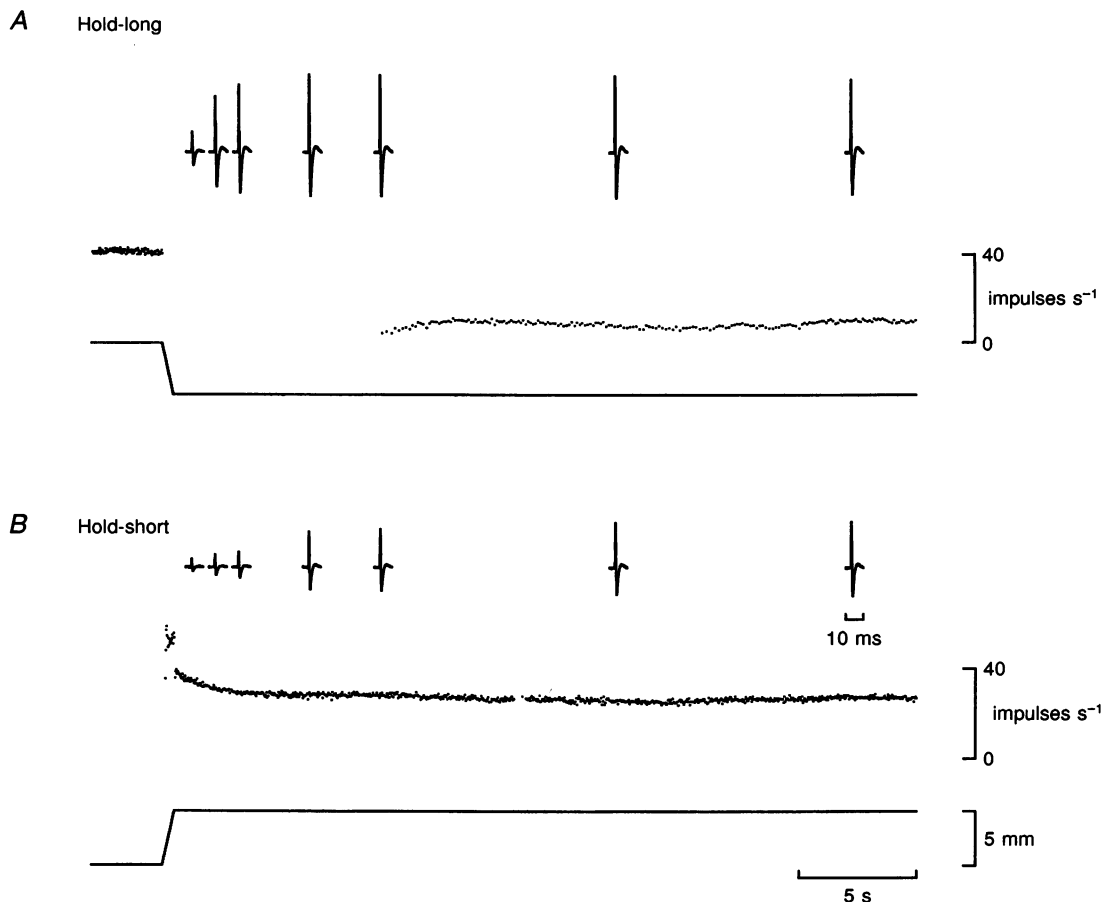 A Hold-long
40
impulses s⁻¹
0
B Hold-short
10 ms
40
impulses s⁻¹
0
5 mm
5 s